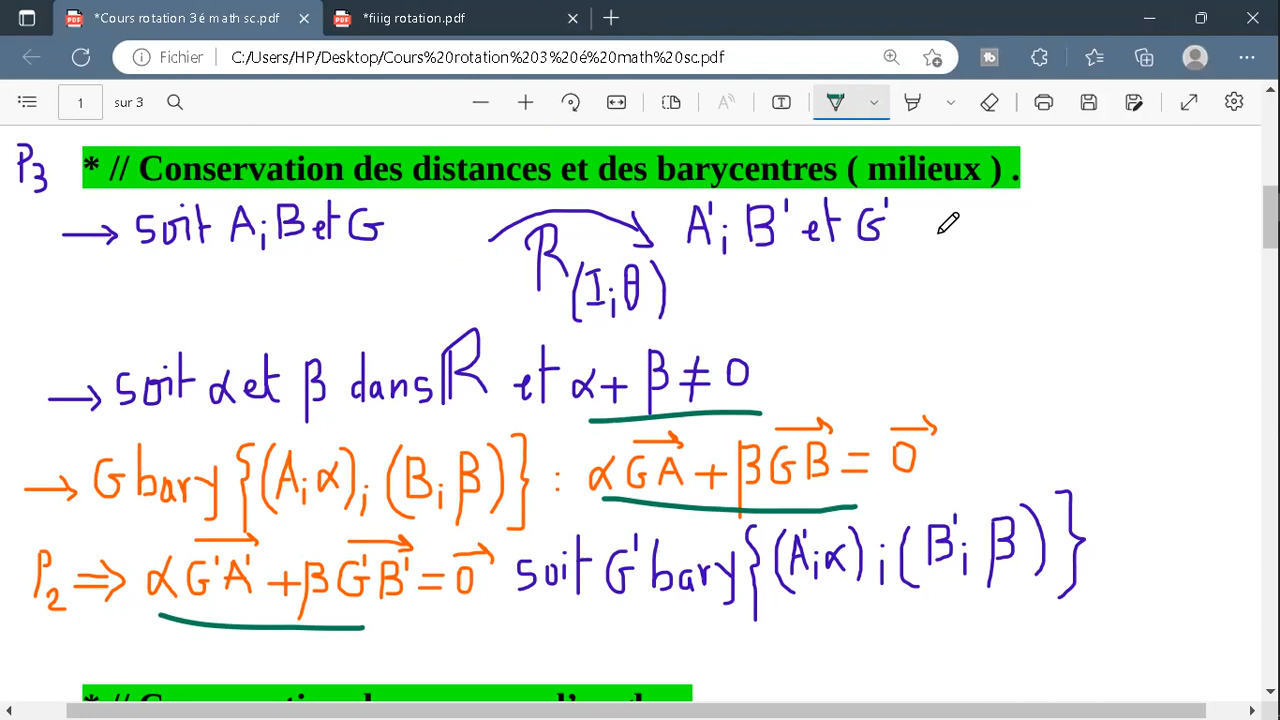 *Cours rotation 3é math sc.pdf
*fiiig rotation.pdf
Fichier C:/Users/HP/Desktop/Cours%20rotation%203%20é%20math%20sc.pdf
1 sur 3
P3 * // Conservation des distances et des barycentres ( milieux ) .
→ soit A; B et G R(I;θ) A'; B' et G'
→ soit α et β dans ℝ et α + β ≠ 0
→ G bary {(A;α); (B;β)} : αGA + βGB = 0
P2 ⇒ αG'A' + βG'B' = 0 soit G' bary {(A';α); (B';β)}